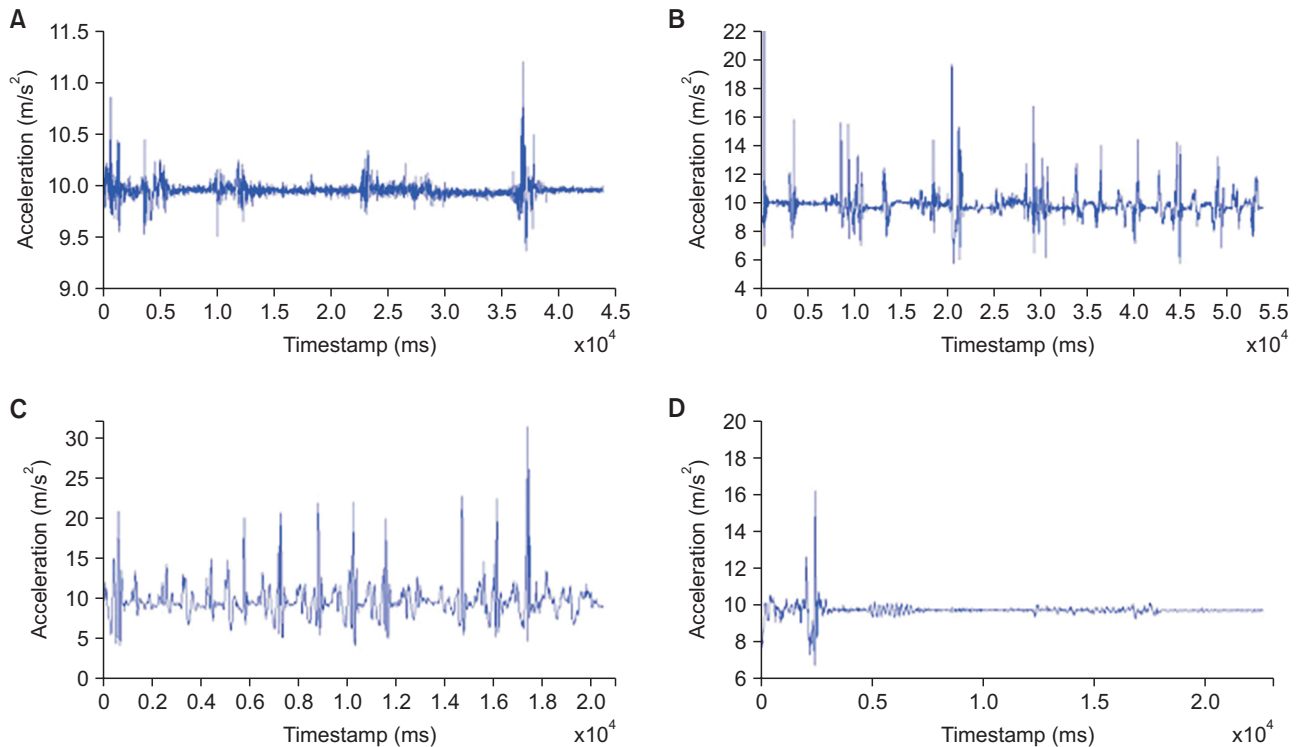 A
Acceleration (m/s²)
11.5
11.0
10.5
10.0
9.5
9.0
0 0.5 1.0 1.5 2.0 2.5 3.0 3.5 4.0 4.5
Timestamp (ms)
x10⁴
B
Acceleration (m/s²)
22
20
18
16
14
12
10
8
6
4
0 0.5 1.0 1.5 2.0 2.5 3.0 3.5 4.0 4.5 5.0 5.5
Timestamp (ms)
x10⁴
C
Acceleration (m/s²)
30
25
20
15
10
5
0
0 0.2 0.4 0.6 0.8 1.0 1.2 1.4 1.6 1.8 2.0
Timestamp (ms)
x10⁴
D
Acceleration (m/s²)
20
18
16
14
12
10
8
6
0 0.5 1.0 1.5 2.0
Timestamp (ms)
x10⁴